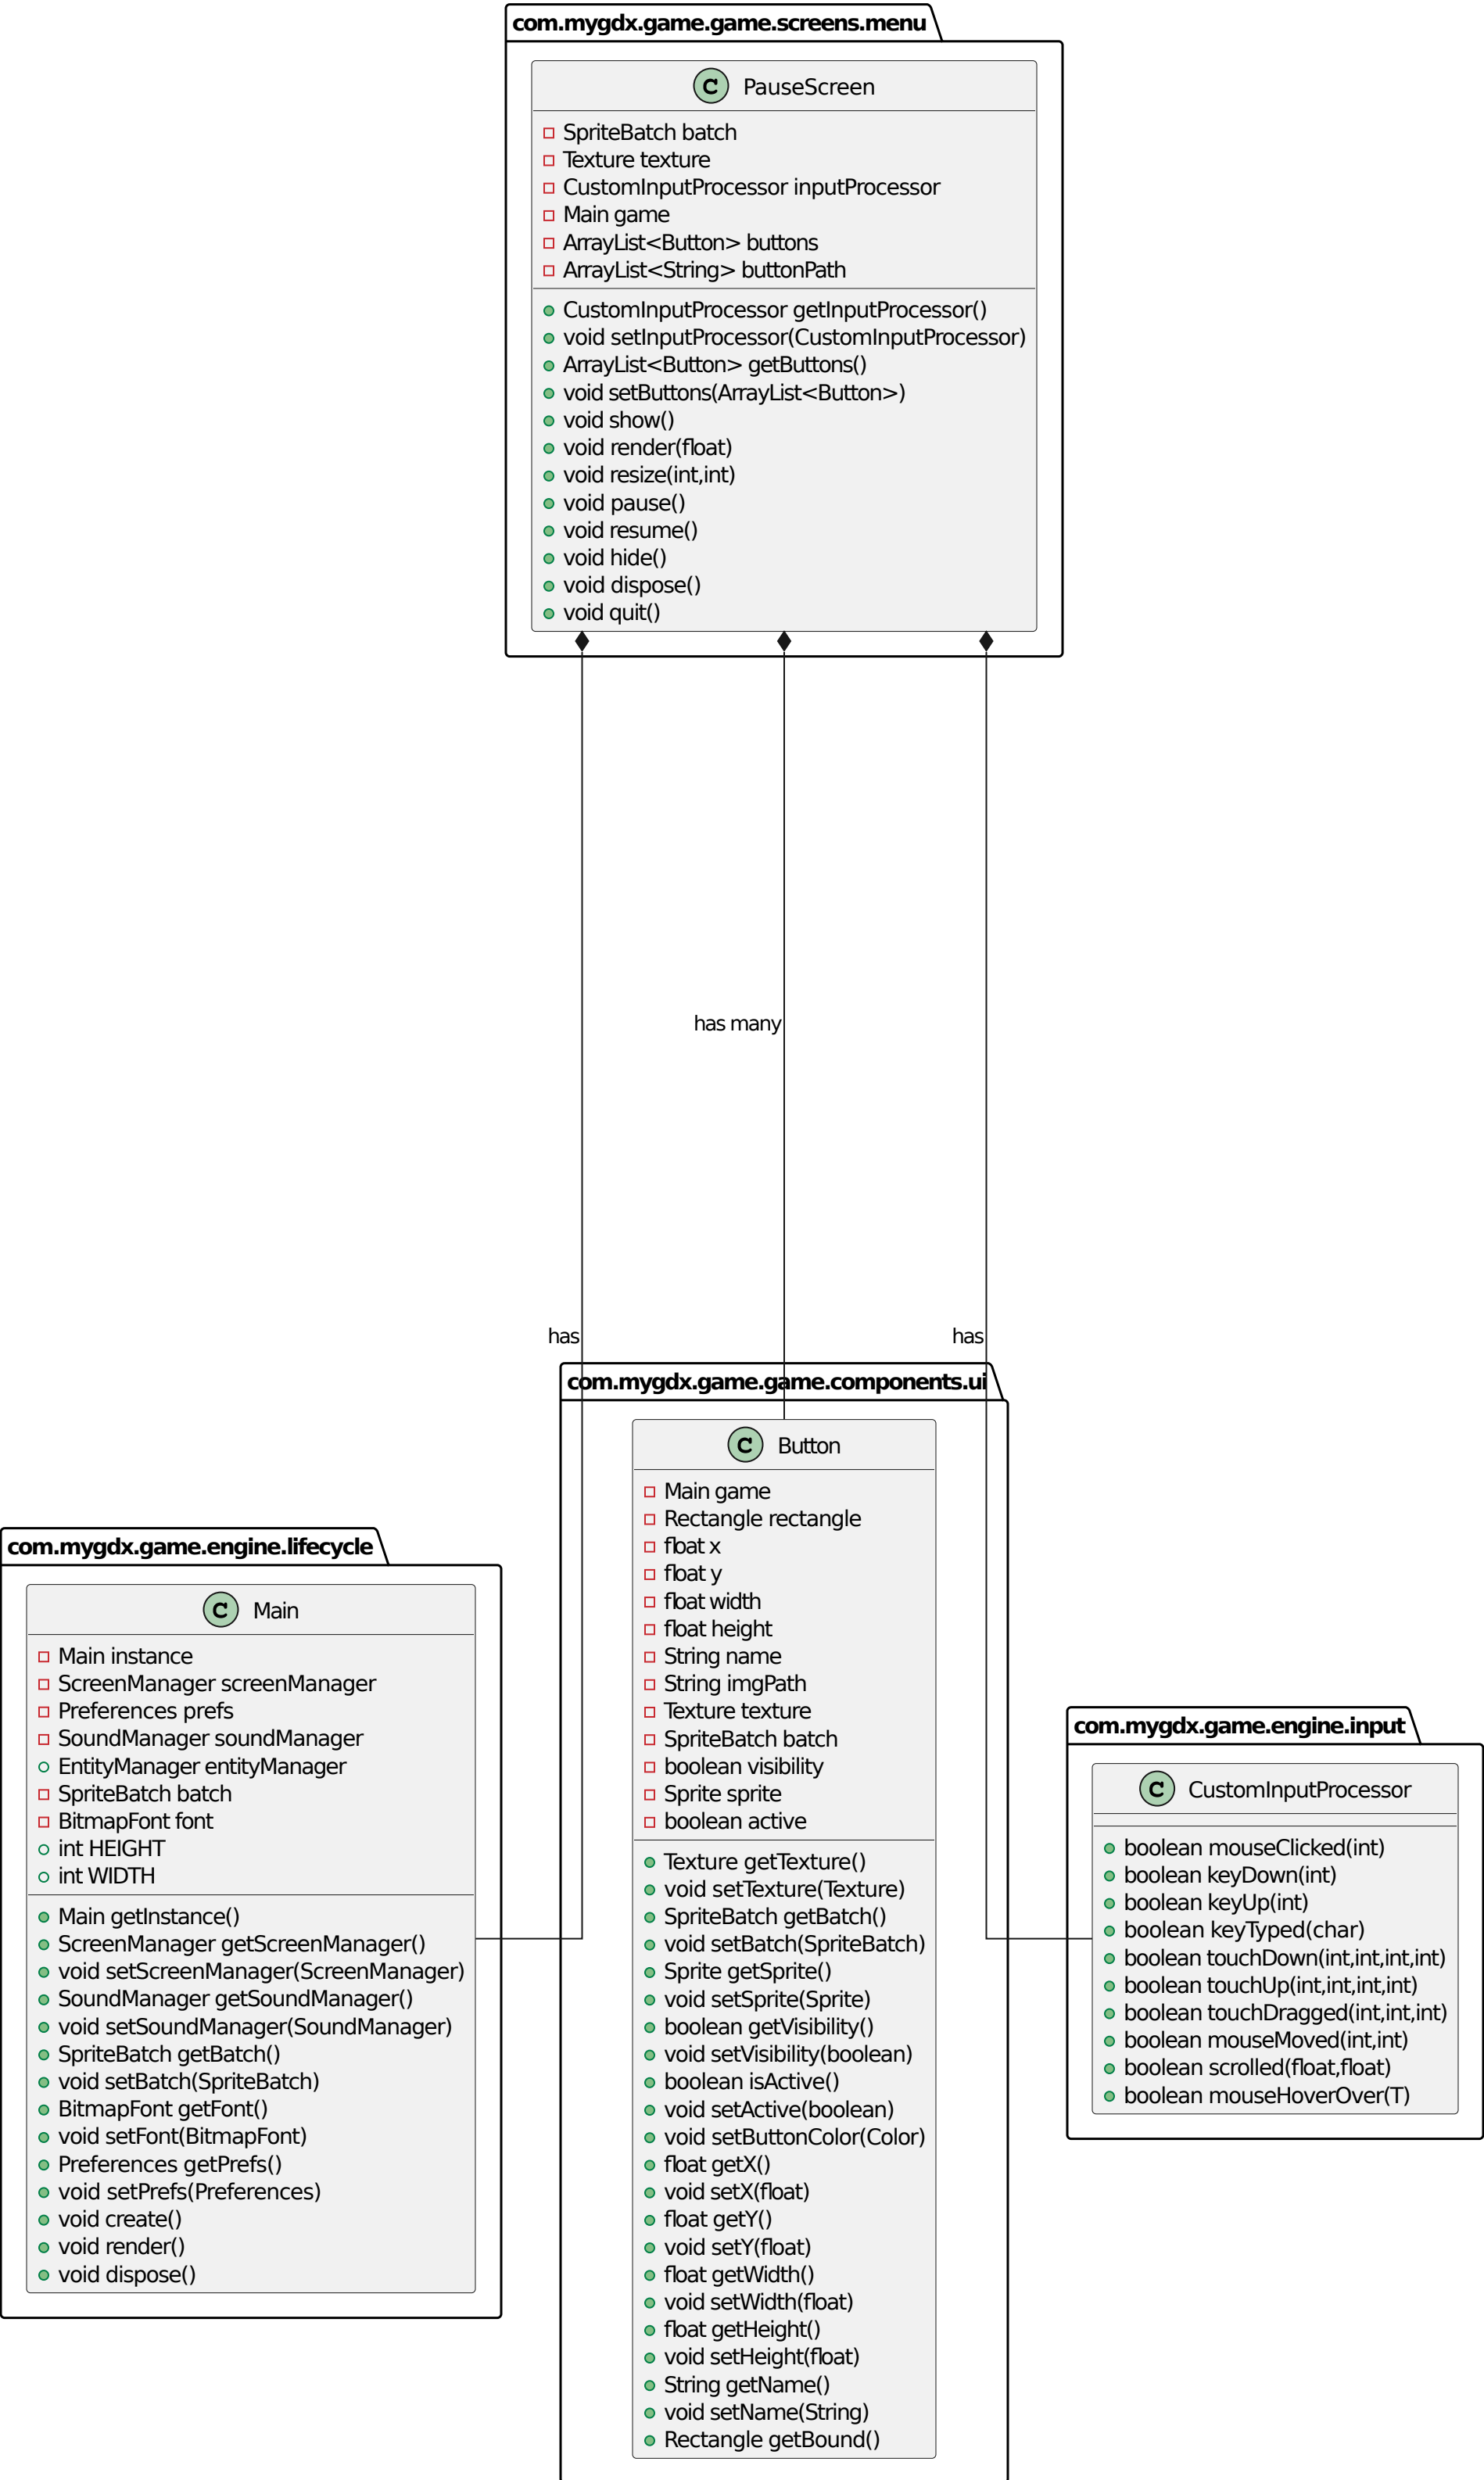 com.mygdx.game.game.screens.menu
C PauseScreen
SpriteBatch batch
Texture texture
CustomInputProcessor inputProcessor
Main game
ArrayList<Button> buttons
ArrayList<String> buttonPath
CustomInputProcessor getInputProcessor()
void setInputProcessor(CustomInputProcessor)
ArrayList<Button> getButtons()
void setButtons(ArrayList<Button>)
void show()
void render(float)
void resize(int,int)
void pause()
void resume()
void hide()
void dispose()
void quit()
has many
has
has
com.mygdx.game.game.components.ui
C Button
Main game
Rectangle rectangle
float x
float y
float width
float height
String name
String imgPath
Texture texture
SpriteBatch batch
boolean visibility
Sprite sprite
boolean active
Texture getTexture()
void setTexture(Texture)
SpriteBatch getBatch()
void setBatch(SpriteBatch)
Sprite getSprite()
void setSprite(Sprite)
boolean getVisibility()
void setVisibility(boolean)
boolean isActive()
void setActive(boolean)
void setButtonColor(Color)
float getX()
void setX(float)
float getY()
void setY(float)
float getWidth()
void setWidth(float)
float getHeight()
void setHeight(float)
String getName()
void setName(String)
Rectangle getBound()
com.mygdx.game.engine.lifecycle
C Main
Main instance
ScreenManager screenManager
Preferences prefs
SoundManager soundManager
EntityManager entityManager
SpriteBatch batch
BitmapFont font
int HEIGHT
int WIDTH
Main getInstance()
ScreenManager getScreenManager()
void setScreenManager(ScreenManager)
SoundManager getSoundManager()
void setSoundManager(SoundManager)
SpriteBatch getBatch()
void setBatch(SpriteBatch)
BitmapFont getFont()
void setFont(BitmapFont)
Preferences getPrefs()
void setPrefs(Preferences)
void create()
void render()
void dispose()
com.mygdx.game.engine.input
C CustomInputProcessor
boolean mouseClicked(int)
boolean keyDown(int)
boolean keyUp(int)
boolean keyTyped(char)
boolean touchDown(int,int,int,int)
boolean touchUp(int,int,int,int)
boolean touchDragged(int,int,int)
boolean mouseMoved(int,int)
boolean scrolled(float,float)
boolean mouseHoverOver(T)